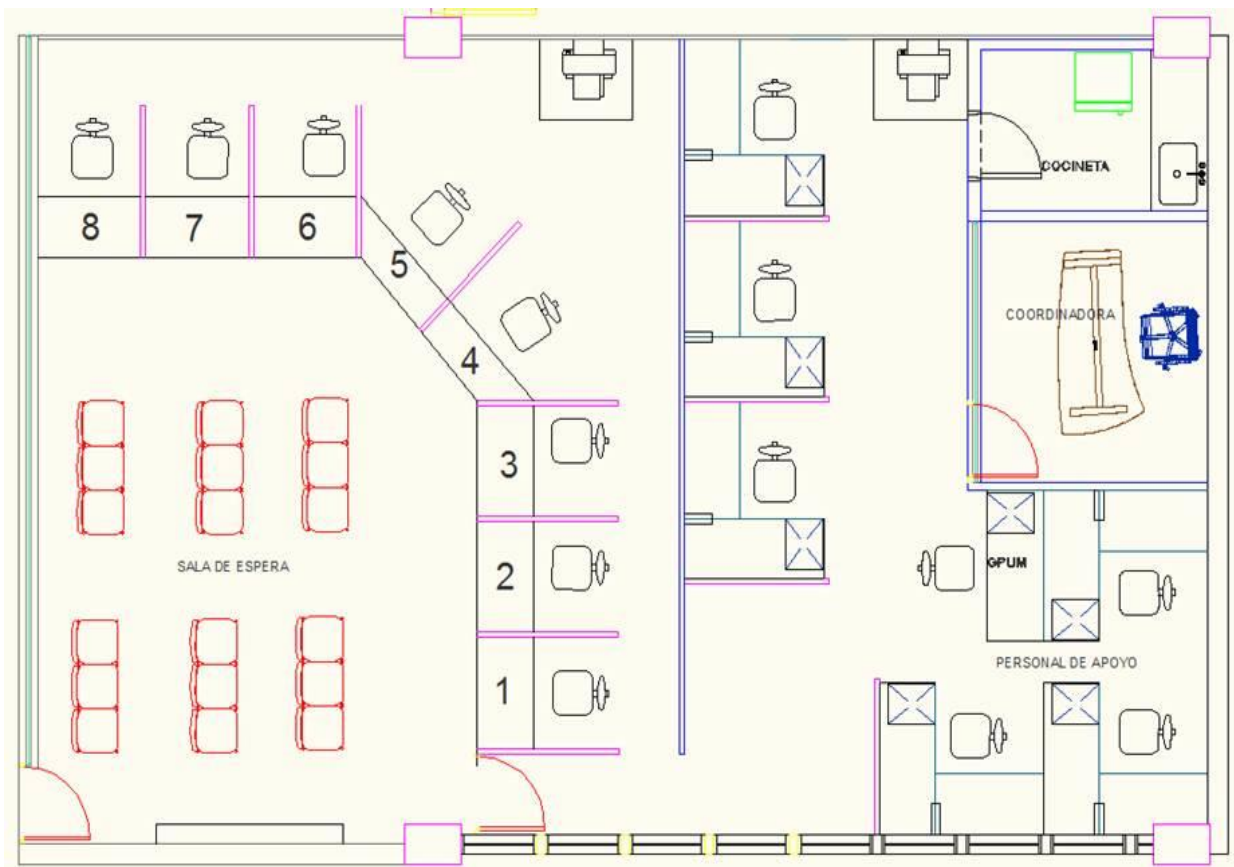 COCINETA
8
7
6
5
COORDINADORA
1
4
3
SALA DE ESPERA
2
GPUM
PERSONAL DE APOYO
1